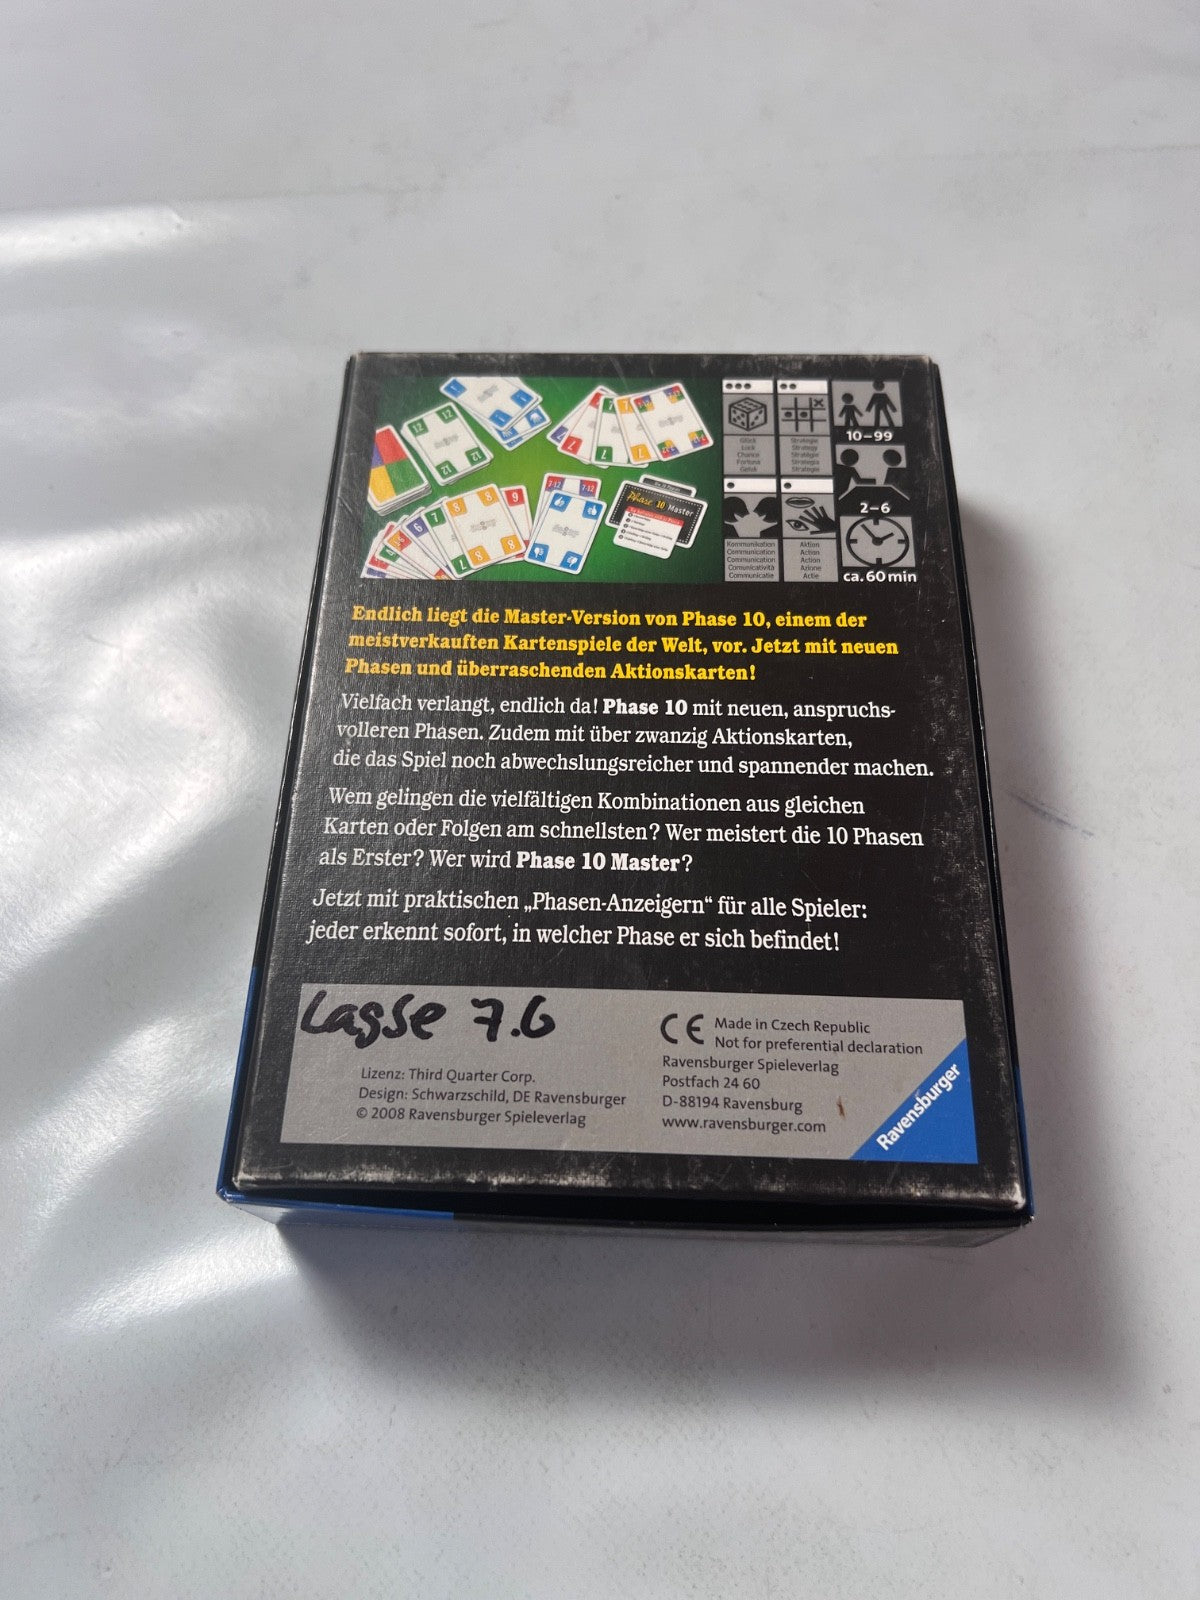 Phase 10 Master
Glück
Luck
Chance
Fortuna
Geluk
Strategie
Strategy
Stratégie
Strategia
Strategie
10–99
Kommunikation
Communication
Communication
Comunicatività
Communicatie
Aktion
Action
Action
Azione
Actie
2–6
ca. 60 min
Endlich liegt die Master-Version von Phase 10, einem der
meistverkauften Kartenspiele der Welt, vor. Jetzt mit neuen
Phasen und überraschenden Aktionskarten!
Vielfach verlangt, endlich da! Phase 10 mit neuen, anspruchs-
volleren Phasen. Zudem mit über zwanzig Aktionskarten,
die das Spiel noch abwechslungsreicher und spannender machen.
Wem gelingen die vielfältigen Kombinationen aus gleichen
Karten oder Folgen am schnellsten? Wer meistert die 10 Phasen
als Erster? Wer wird Phase 10 Master?
Jetzt mit praktischen „Phasen-Anzeigern“ für alle Spieler:
jeder erkennt sofort, in welcher Phase er sich befindet!
Lasse 7.6
Lizenz: Third Quarter Corp.
Design: Schwarzschild, DE Ravensburger
© 2008 Ravensburger Spieleverlag
CE Made in Czech Republic
Not for preferential declaration
Ravensburger Spieleverlag
Postfach 24 60
D-88194 Ravensburg
www.ravensburger.com
Ravensburger